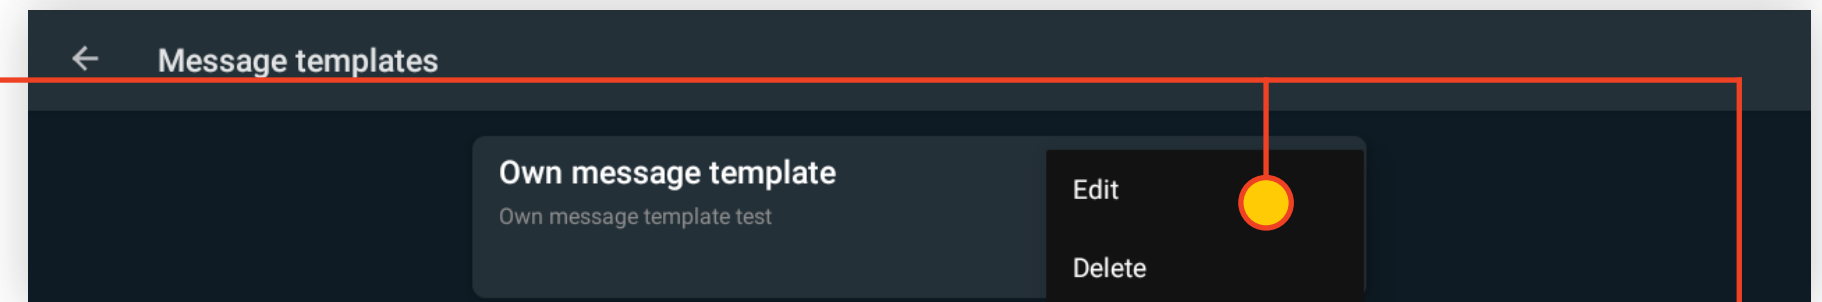 Message templates
Own message template
Own message template test
Edit
Delete